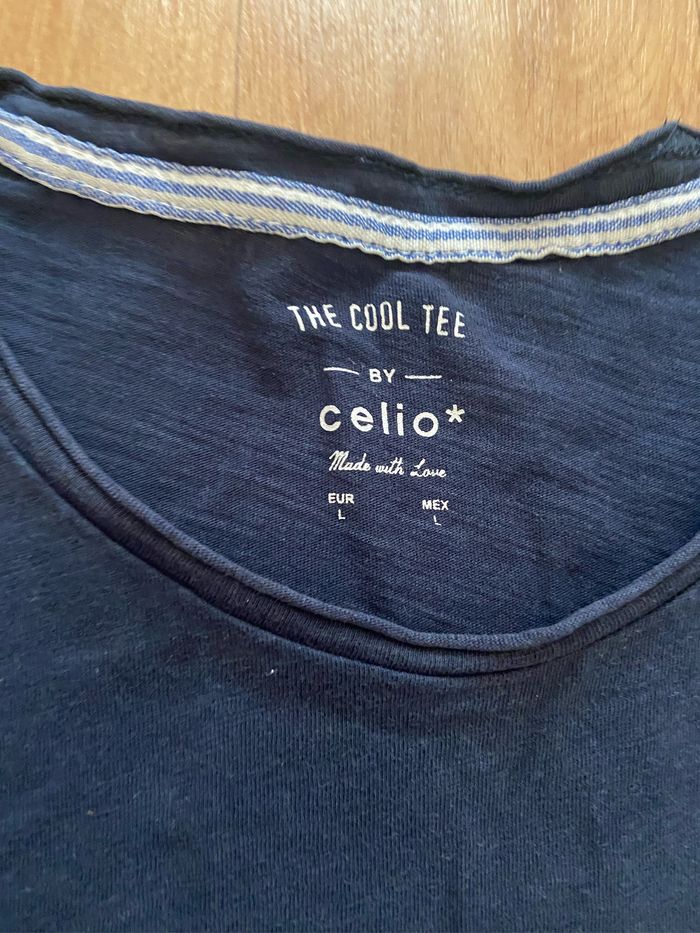 THE COOL TEE
BY
celio*
Made with Love
EUR MEX
L L